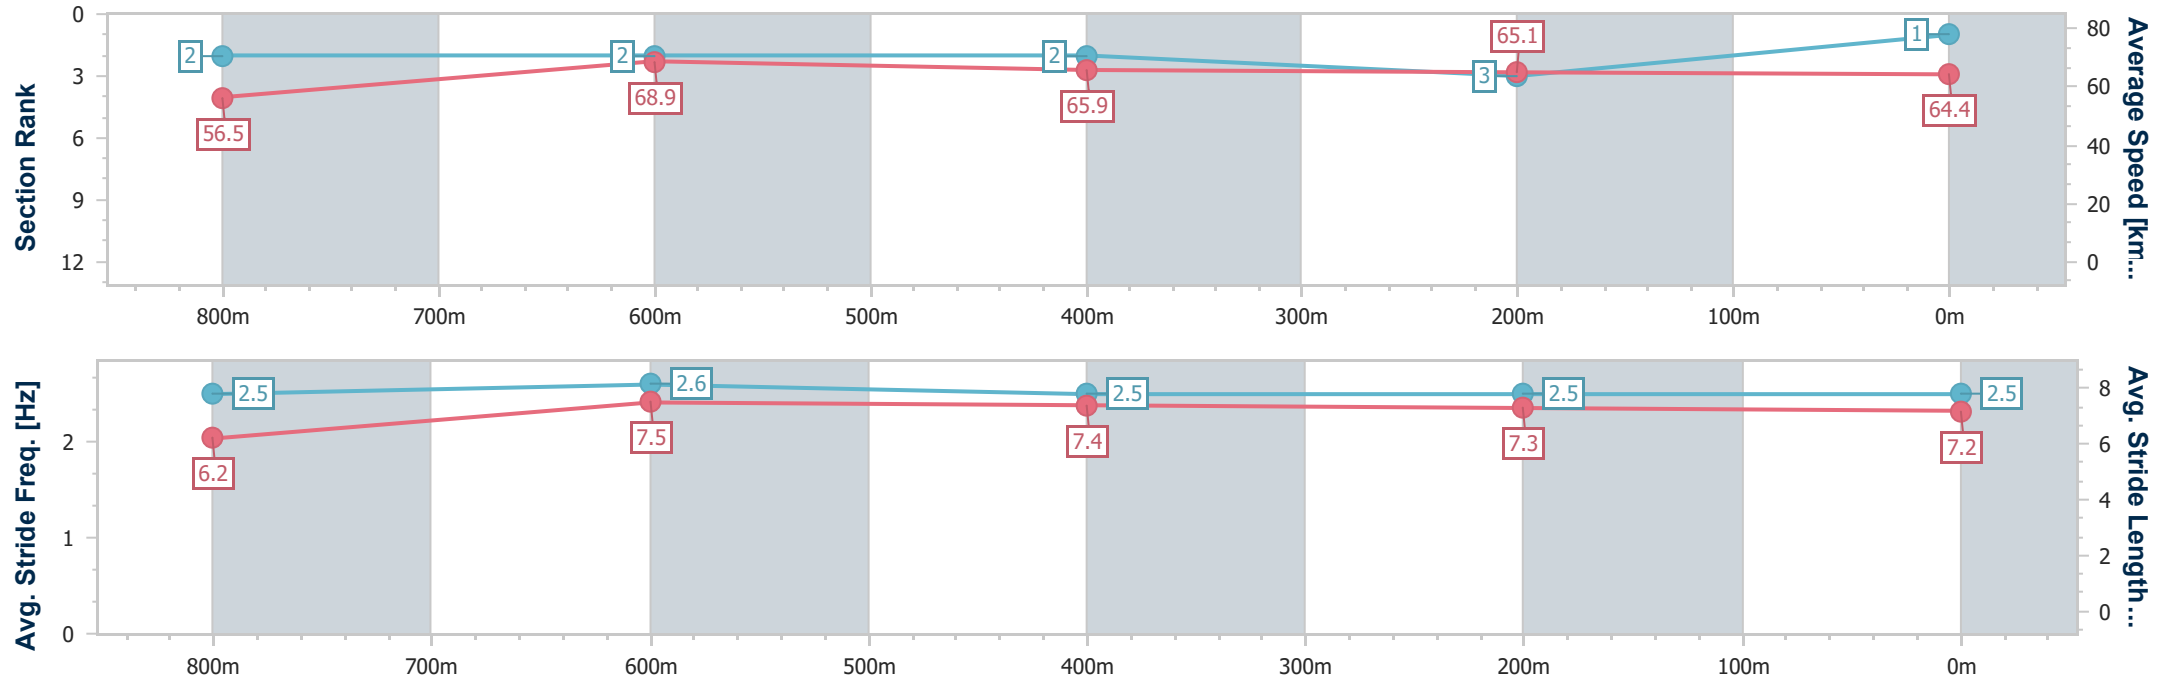 Section Rank
Average Speed [km...
0
3
6
9
12
80
60
40
20
0
2
2
2
3
1
56.5
68.9
65.9
65.1
64.4
800m
700m
600m
500m
400m
300m
200m
100m
0m
Avg. Stride Freq. [Hz]
Avg. Stride Length...
2
1
0
8
6
4
2
0
2.5
2.6
2.5
2.5
2.5
6.2
7.5
7.4
7.3
7.2
800m
700m
600m
500m
400m
300m
200m
100m
0m